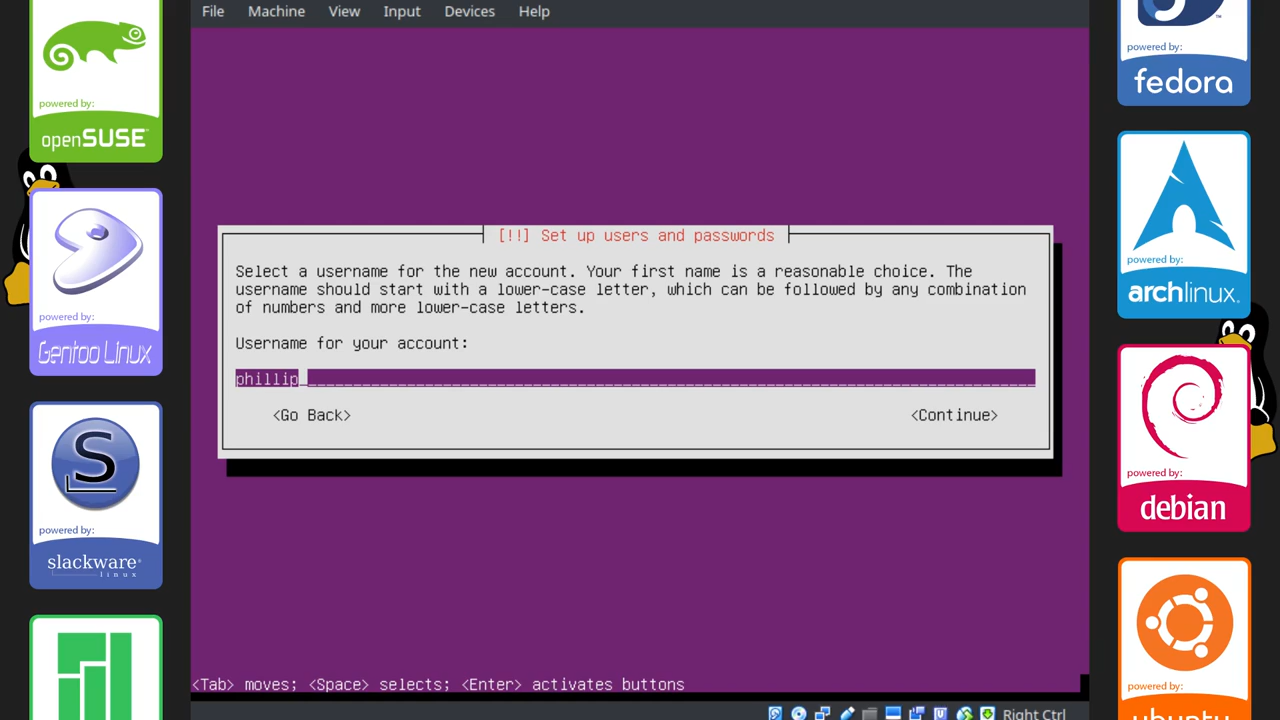 File Machine View Input Devices Help
powered by:
openSUSE
powered by:
Gentoo Linux
powered by:
slackware
linux
[!!] Set up users and passwords
Select a username for the new account. Your first name is a reasonable choice. The
username should start with a lower-case letter, which can be followed by any combination
of numbers and more lower-case letters.
Username for your account:
phillip
<Go Back> <Continue>
<Tab> moves; <Space> selects; <Enter> activates buttons
Right Ctrl
powered by:
fedora
powered by:
archlinux
powered by:
debian
powered by:
ubuntu